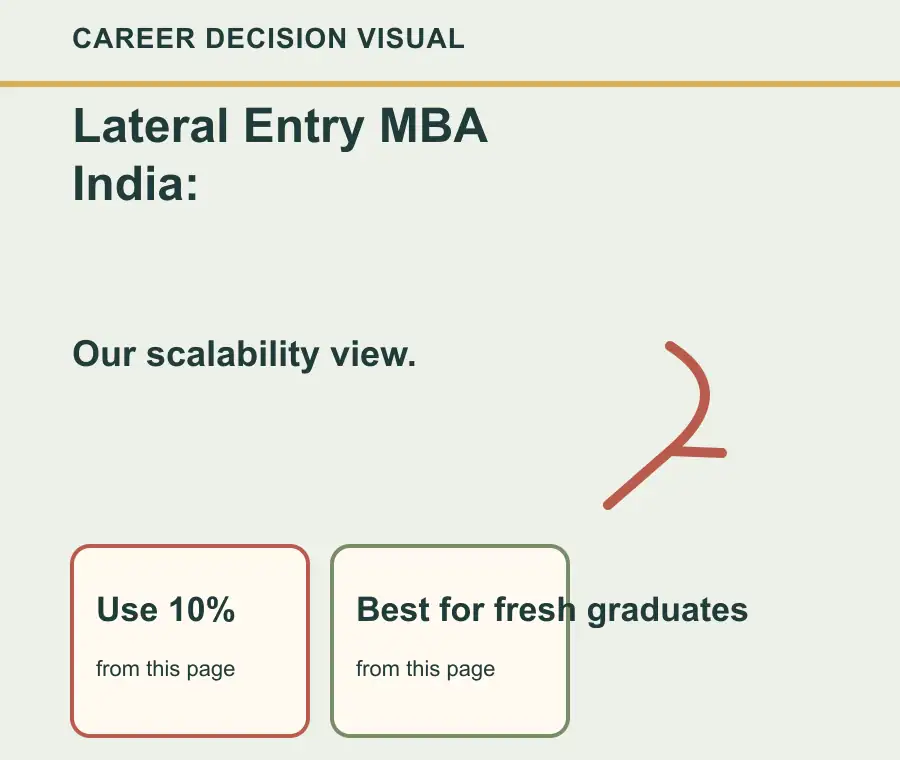 CAREER DECISION VISUAL
Lateral Entry MBA
India:
Our scalability view.
Use 10%
from this page
Best for fresh graduates
from this page